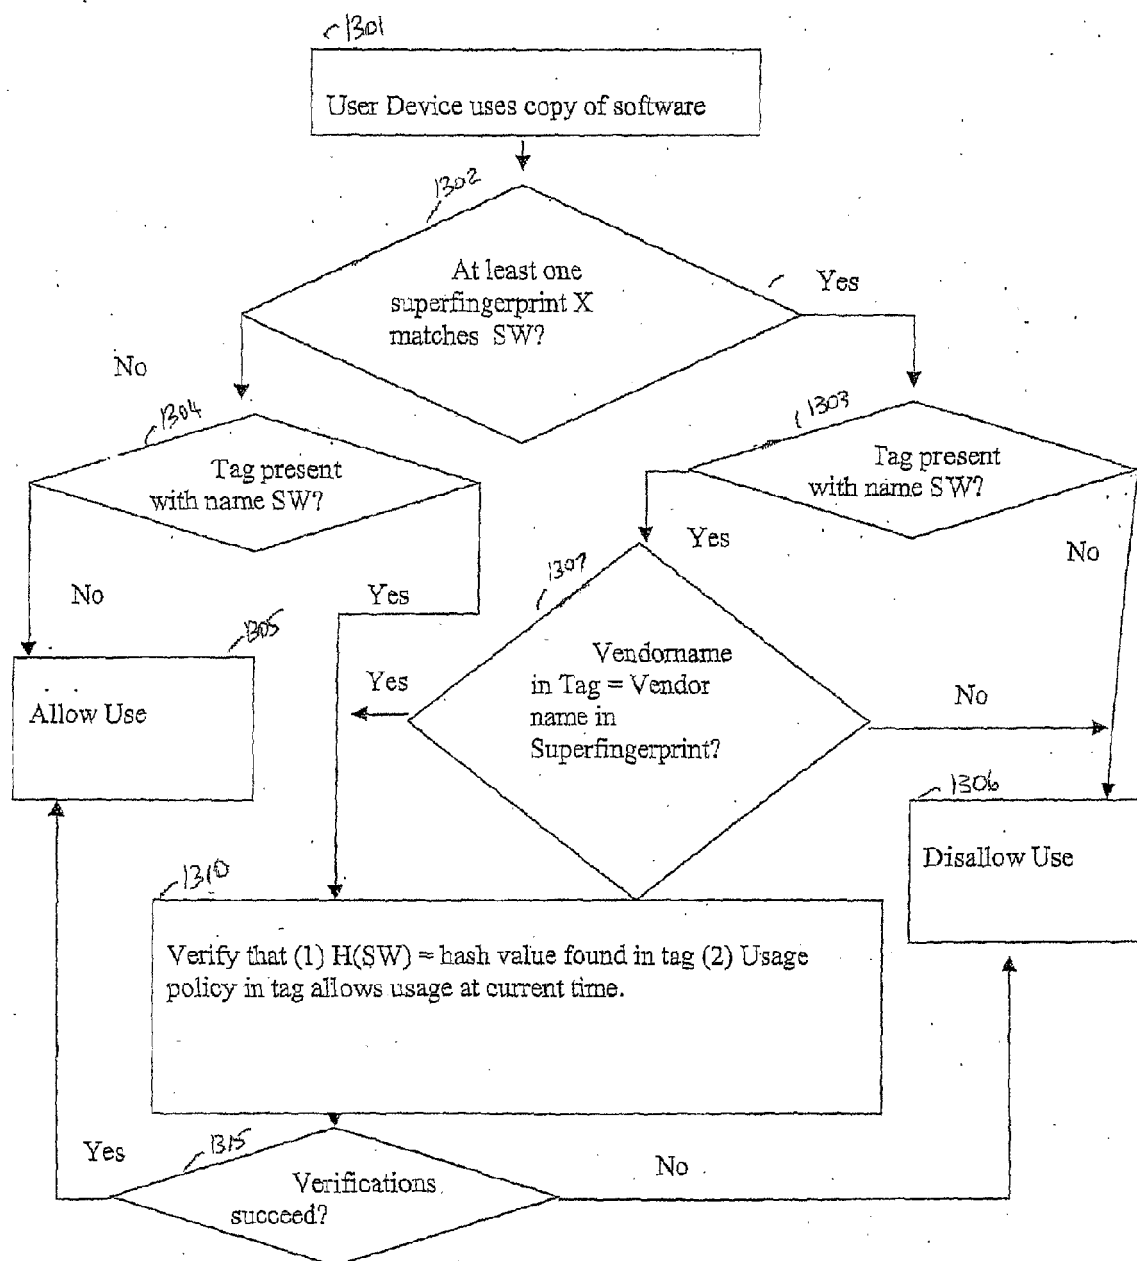 1301
User Device uses copy of software
1302
At least one
superfingerprint X
matches SW?
Yes
No
1304
Tag present
with name SW?
1303
Tag present
with name SW?
No
Yes
Yes
No
1307
1305
Allow Use
Yes
Vendorname
in Tag = Vendor
name in
Superfingerprint?
No
1306
Disallow Use
1310
Verify that (1) H(SW) = hash value found in tag (2) Usage
policy in tag allows usage at current time.
Yes
1315
Verifications
succeed?
No